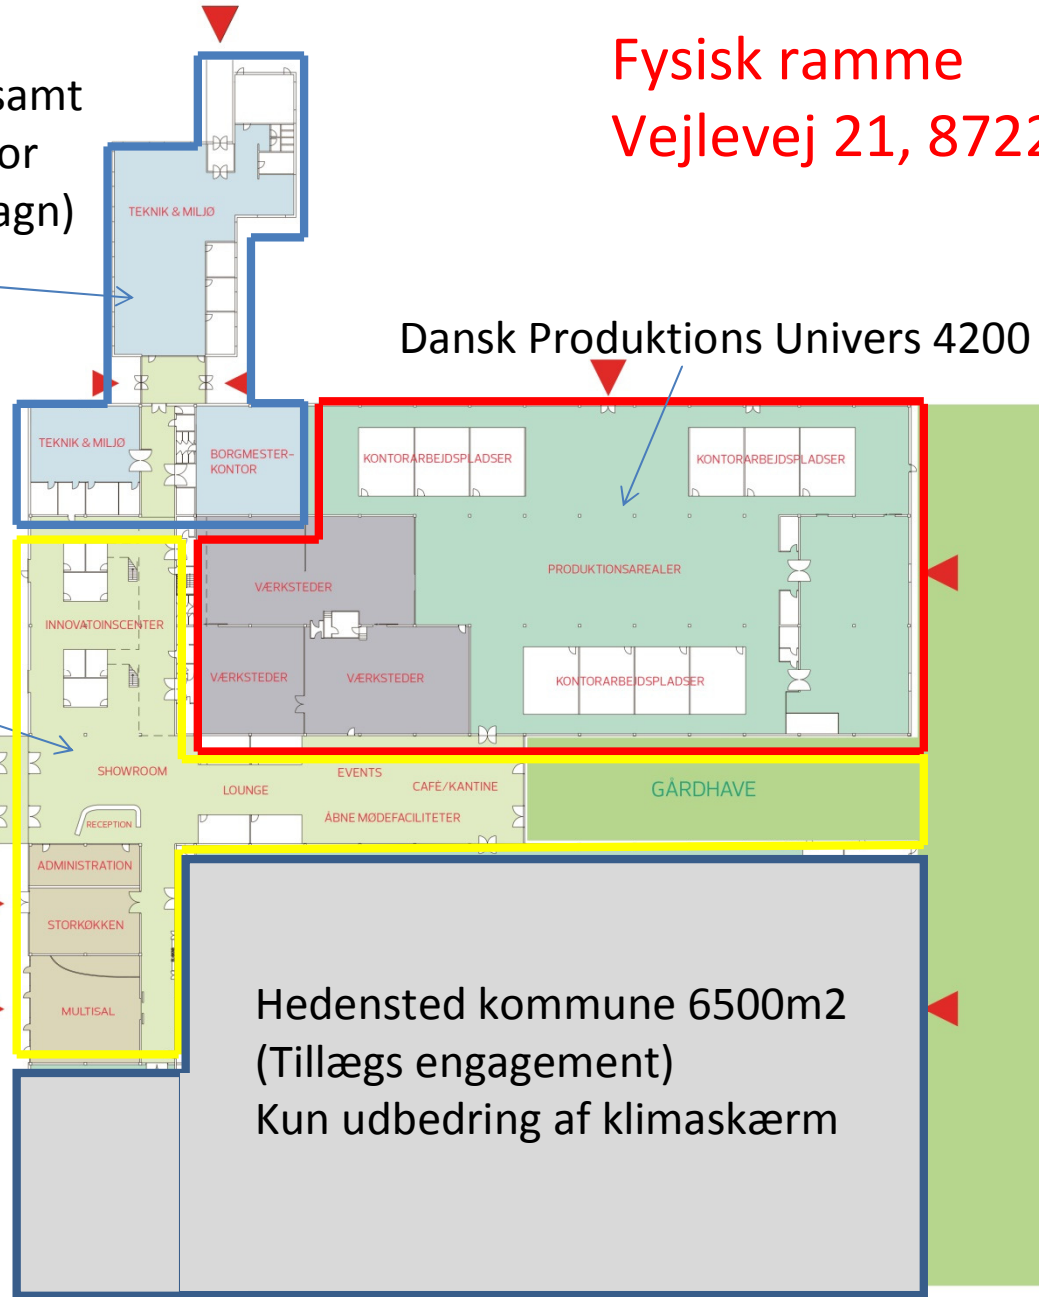 Fysisk ramme
Vejlevej 21, 8722
samt
or
agn)
TEKNIK & MILJØ
Dansk Produktions Univers 4200
TEKNIK & MILJØ
BORGMESTER-
KONTOR
KONTORARBEJDSPLADSER
KONTORARBEJDSPLADSER
VÆRKSTEDER
PRODUKTIONSAREALER
INNOVATOINSCENTER
VÆRKSTEDER
VÆRKSTEDER
KONTORARBEJDSPLADSER
SHOWROOM
LOUNGE
EVENTS
CAFÉ/KANTINE
ÅBNE MØDEFACILITETER
GÅRDHAVE
RECEPTION
ADMINISTRATION
STORKØKKEN
MULTISAL
Hedensted kommune 6500m2
(Tillægs engagement)
Kun udbedring af klimaskærm